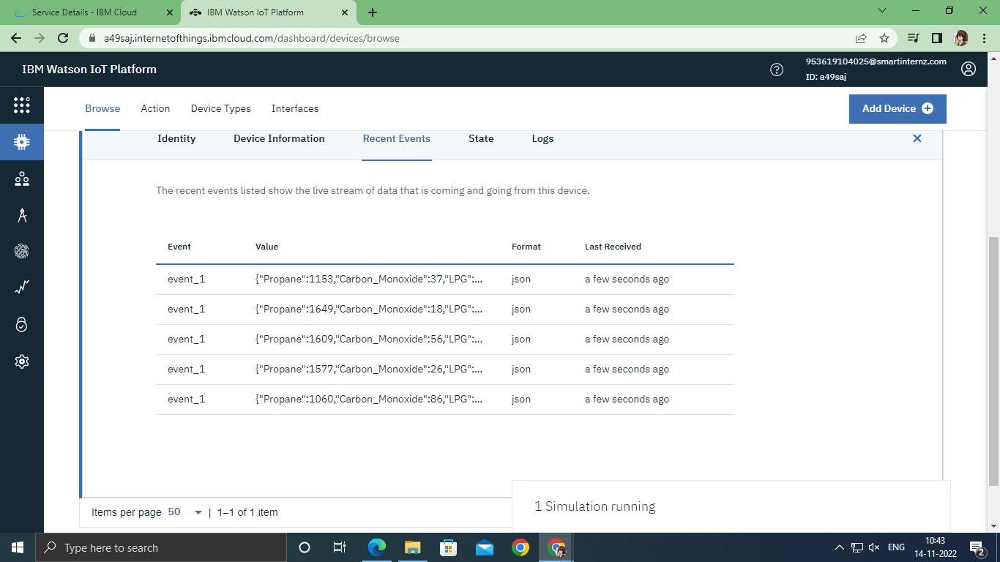 Service Details - IBM Cloud
IBM Watson IoT Platform
a49saj.internetofthings.ibmcloud.com/dashboard/devices/browse
IBM Watson IoT Platform
953619104025@smartinternz.com
ID: a49saj
Browse Action Device Types Interfaces Add Device
Identity Device Information Recent Events State Logs
The recent events listed show the live stream of data that is coming and going from this device.
Event Value Format Last Received
event_1 {"Propane":1153,"Carbon_Monoxide":37,"LPG":... json a few seconds ago
event_1 {"Propane":1649,"Carbon_Monoxide":18,"LPG":... json a few seconds ago
event_1 {"Propane":1609,"Carbon_Monoxide":56,"LPG":... json a few seconds ago
event_1 {"Propane":1577,"Carbon_Monoxide":26,"LPG":... json a few seconds ago
event_1 {"Propane":1060,"Carbon_Monoxide":86,"LPG":... json a few seconds ago
1 Simulation running
Items per page 50 | 1–1 of 1 item
Type here to search
ENG
10:43
14-11-2022
2